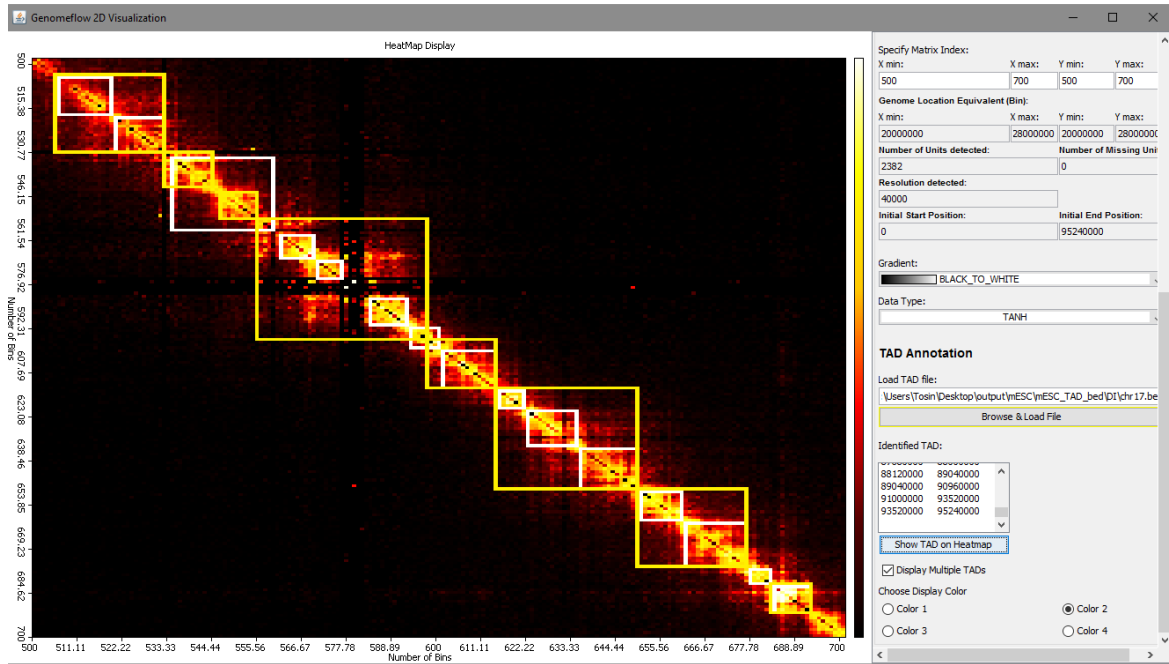 Genomeflow 2D Visualization
HeatMap Display
500
515.38
530.77
546.15
561.54
576.92
592.31
607.69
623.08
638.46
653.85
669.23
684.62
700
Number of Bins
500
511.11
522.22
533.33
544.44
555.56
566.67
577.78
588.89
600
611.11
622.22
633.33
644.44
655.56
666.67
677.78
688.89
700
Number of Bins
Specify Matrix Index:
X min: X max: Y min: Y max:
500 700 500 700
Genome Location Equivalent (Bin):
X min: X max: Y min: Y max:
20000000 28000000 20000000 28000000
Number of Units detected: Number of Missing Uni
2382 0
Resolution detected:
40000
Initial Start Position: Initial End Position:
0 95240000
Gradient:
BLACK_TO_WHITE
Data Type:
TANH
TAD Annotation
Load TAD file:
\Users\Tosin\Desktop\output\mESC\mESC_TAD_bed\DI\chr17.be
Browse & Load File
Identified TAD:
88120000 89040000
89040000 90960000
91000000 93520000
93520000 95240000
Show TAD on Heatmap
Display Multiple TADs
Choose Display Color
Color 1 Color 2
Color 3 Color 4